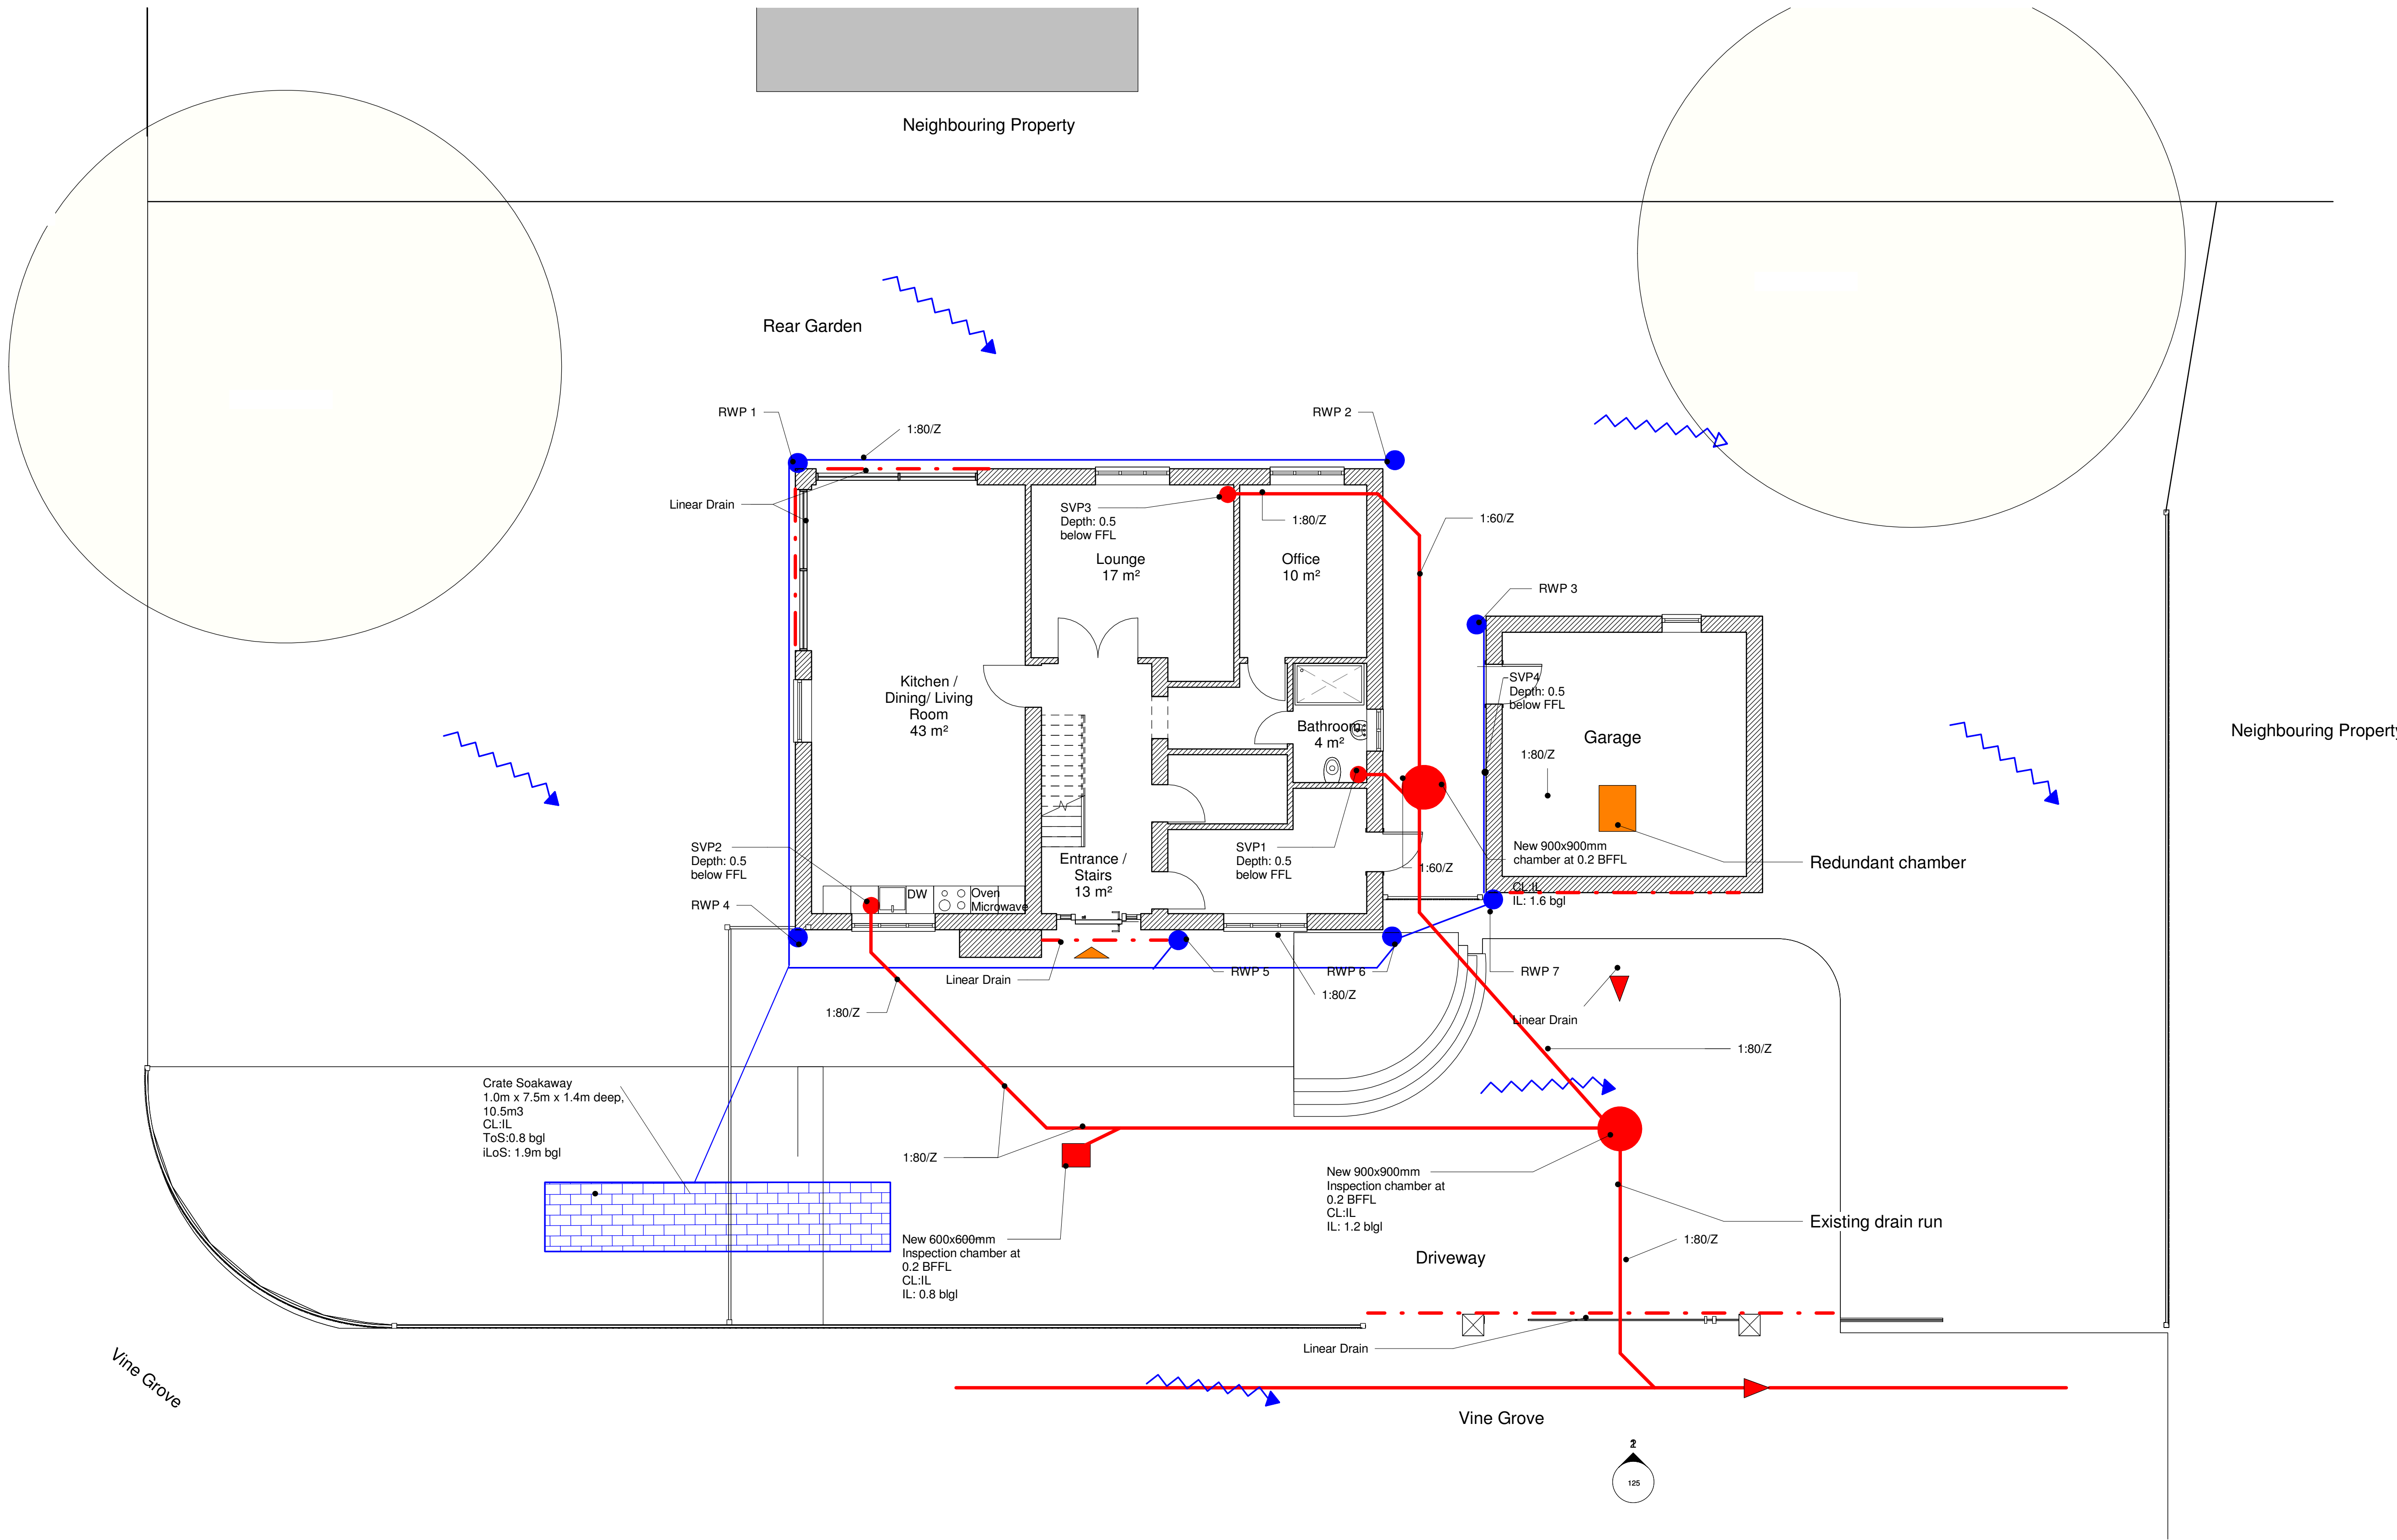 Neighbouring Property
Rear Garden
RWP 1
1:80/Z
RWP 2
Linear Drain
SVP3
Depth: 0.5
below FFL
1:80/Z
1:60/Z
Lounge
17 m²
Office
10 m²
RWP 3
SVP4
Depth: 0.5
below FFL
Kitchen /
Dining/ Living
Room
43 m²
Bathroom
4 m²
Garage
1:80/Z
Neighbouring Property
SVP2
Depth: 0.5
below FFL
SVP1
Depth: 0.5
below FFL
New 900x900mm
chamber at 0.2 BFFL
CL:IL
IL: 1.6 bgl
Redundant chamber
Entrance /
Stairs
13 m²
1:60/Z
DW
Oven
Microwave
RWP 4
Linear Drain
RWP 5
RWP 6
RWP 7
1:80/Z
1:80/Z
Linear Drain
1:80/Z
Crate Soakaway
1.0m x 7.5m x 1.4m deep,
10.5m3
CL:IL
ToS:0.8 bgl
iLoS: 1.9m bgl
1:80/Z
New 900x900mm
Inspection chamber at
0.2 BFFL
CL:IL
IL: 1.2 blgl
Existing drain run
1:80/Z
New 600x600mm
Inspection chamber at
0.2 BFFL
CL:IL
IL: 0.8 blgl
Driveway
Linear Drain
Vine Grove
Vine Grove
125